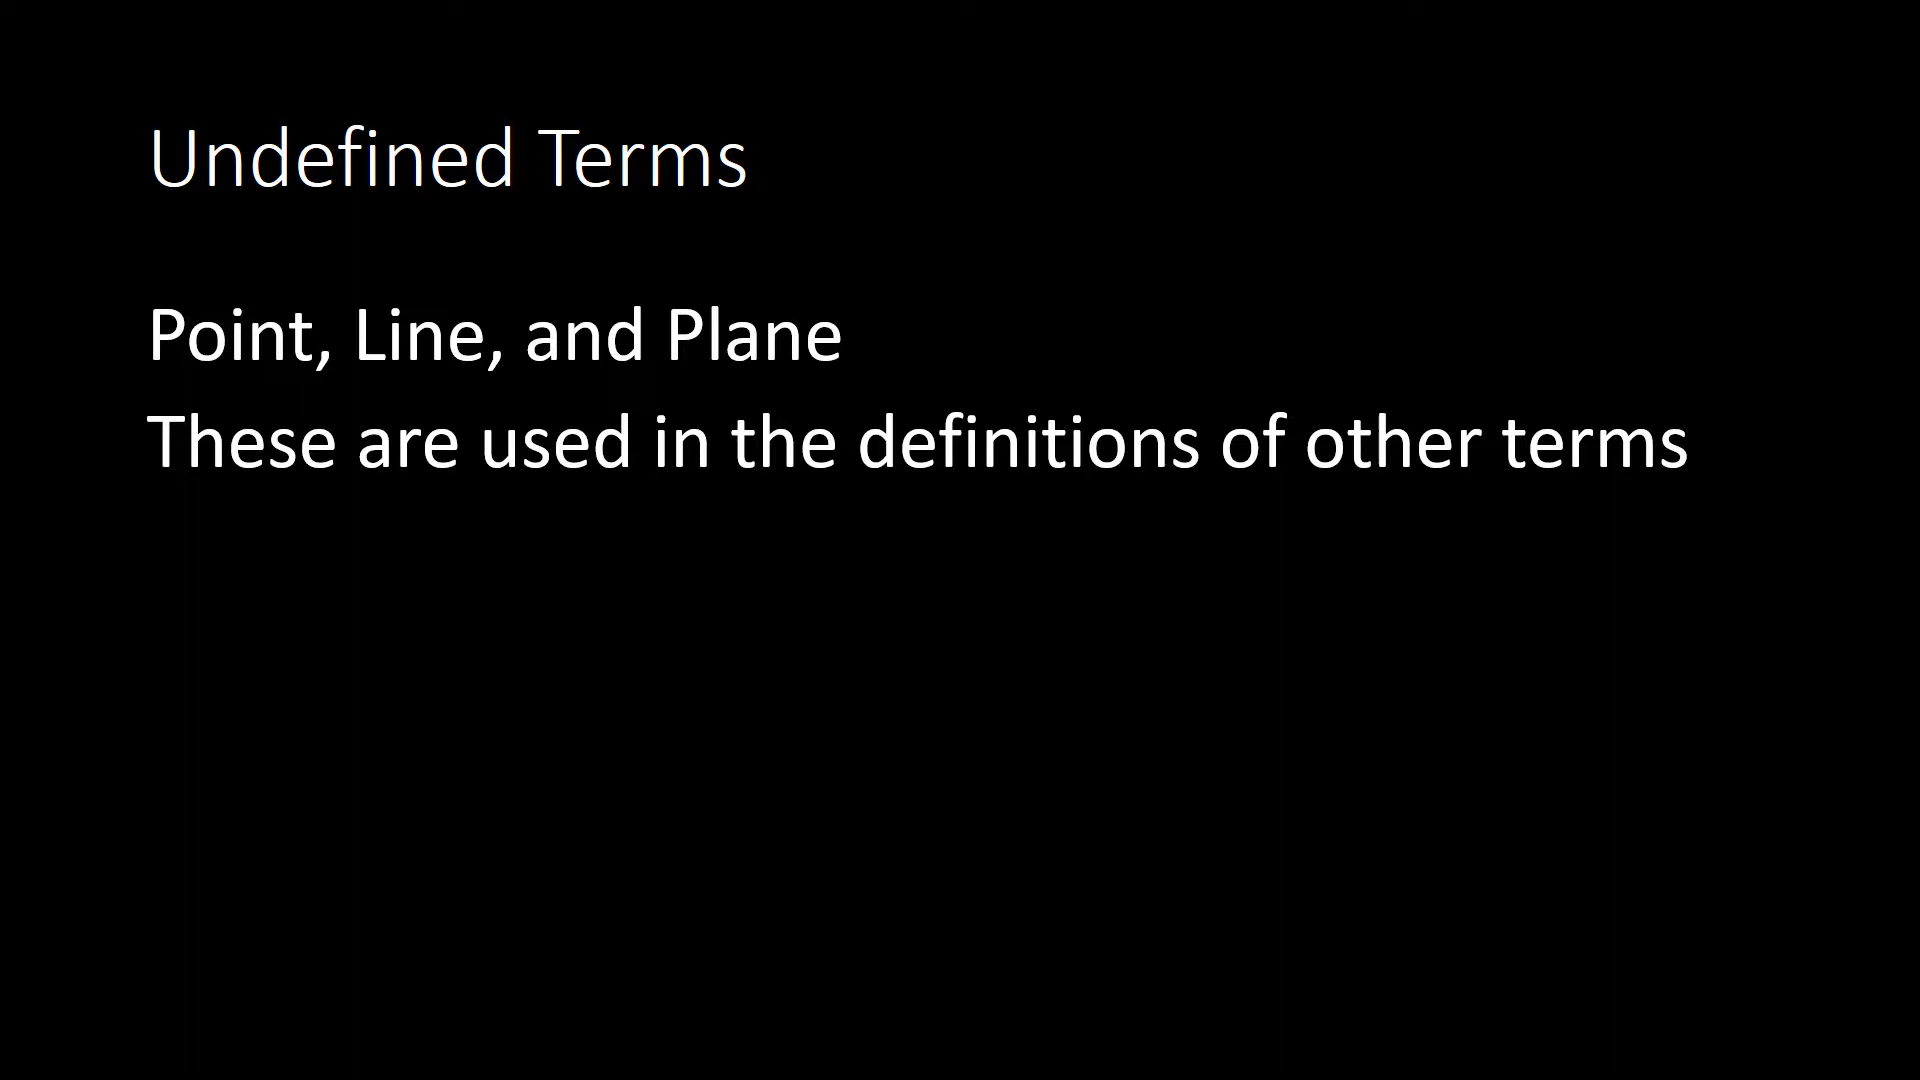 Undefined Terms
Point, Line, and Plane
These are used in the definitions of other terms